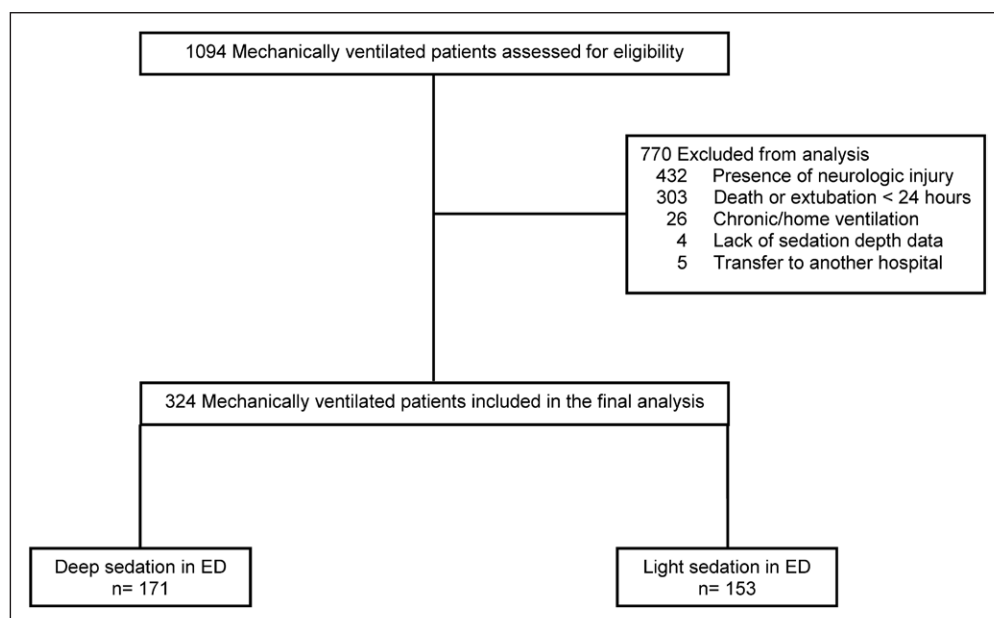 1094 Mechanically ventilated patients assessed for eligibility
770 Excluded from analysis
432 Presence of neurologic injury
303 Death or extubation < 24 hours
26 Chronic/home ventilation
4 Lack of sedation depth data
5 Transfer to another hospital
324 Mechanically ventilated patients included in the final analysis
Deep sedation in ED
n= 171
Light sedation in ED
n= 153